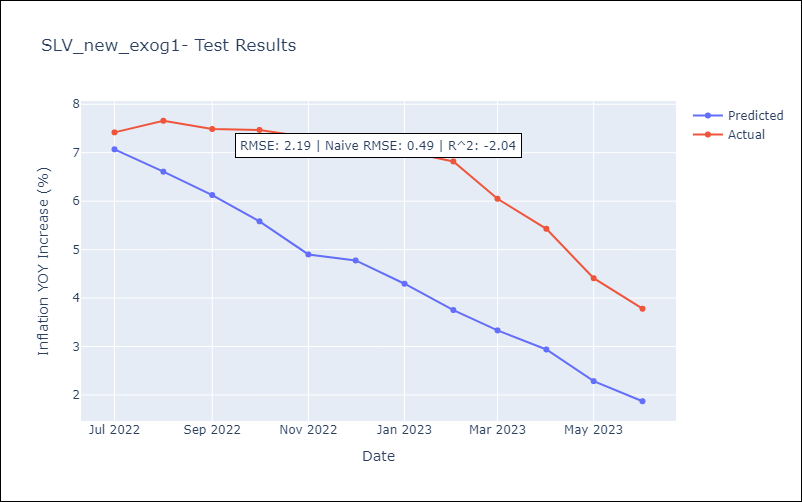 SLV_new_exog1- Test Results
8
7
6
5
4
3
2
Inflation YOY Increase (%)
RMSE: 2.19 | Naive RMSE: 0.49 | R^2: -2.04
Predicted
Actual
Jul 2022 Sep 2022 Nov 2022 Jan 2023 Mar 2023 May 2023
Date